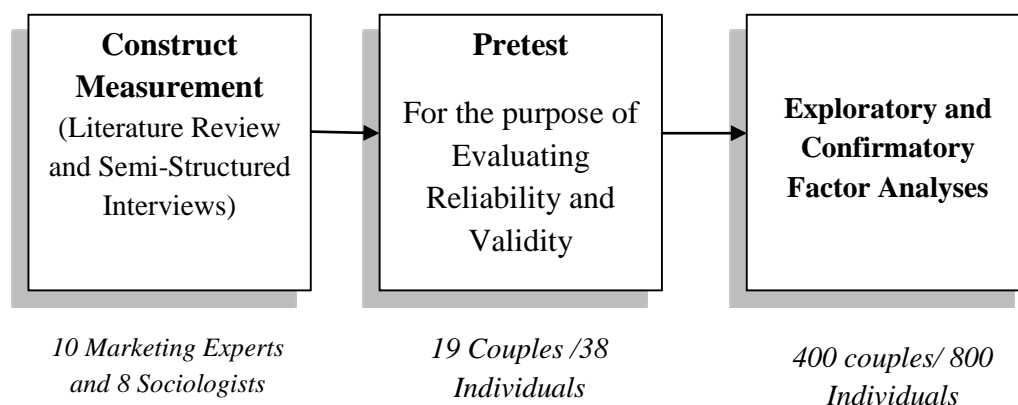 Construct
Measurement
(Literature Review
and Semi-Structured
Interviews)
Pretest
For the purpose of
Evaluating
Reliability and
Validity
Exploratory and
Confirmatory
Factor Analyses
10 Marketing Experts
and 8 Sociologists
19 Couples /38
Individuals
400 couples/ 800
Individuals